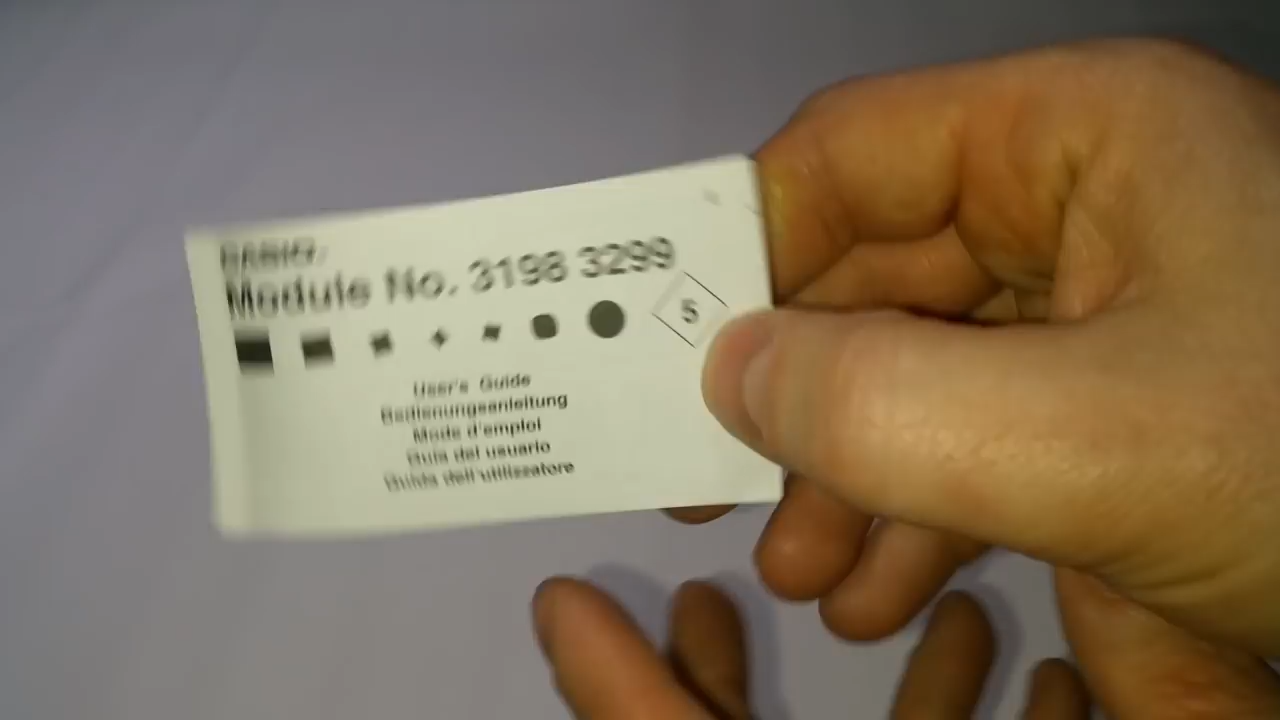 CASIO.
Module No. 3198 3299
5
User's Guide
Bedienungsanleitung
Mode d'emploi
Guía del usuario
Guida dell'utilizzatore